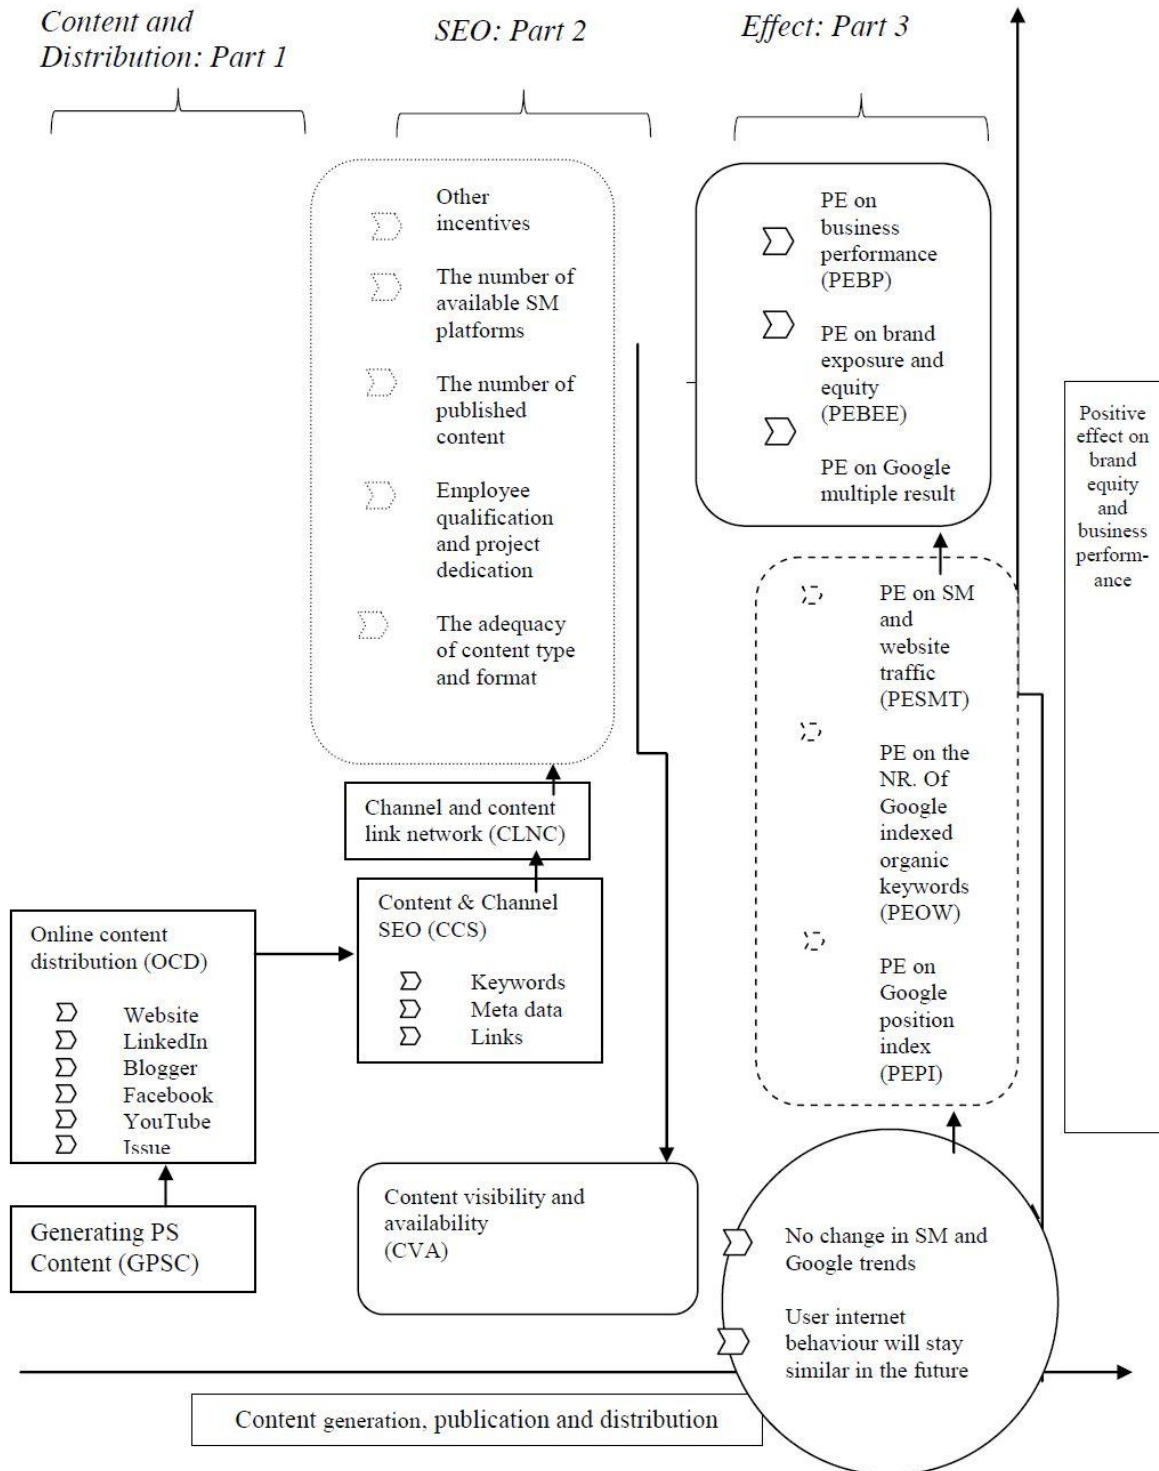 Content and
Distribution: Part 1
SEO: Part 2
Effect: Part 3
Other
incentives
The number of
available SM
platforms
The number of
published
content
Employee
qualification
and project
dedication
The adequacy
of content type
and format
Channel and content
link network (CLNC)
Content & Channel
SEO (CCS)
Keywords
Meta data
Links
Online content
distribution (OCD)
Website
LinkedIn
Blogger
Facebook
YouTube
Issue
Generating PS
Content (GPSC)
Content visibility and
availability
(CVA)
PE on
business
performance
(PEBP)
PE on brand
exposure and
equity
(PEBEE)
PE on Google
multiple result
PE on SM
and
website
traffic
(PESMT)
PE on the
NR. Of
Google
indexed
organic
keywords
(PEOW)
PE on
Google
position
index
(PEPI)
No change in SM and
Google trends
User internet
behaviour will stay
similar in the future
Positive
effect on
brand
equity
and
business
perform-
ance
Content generation, publication and distribution